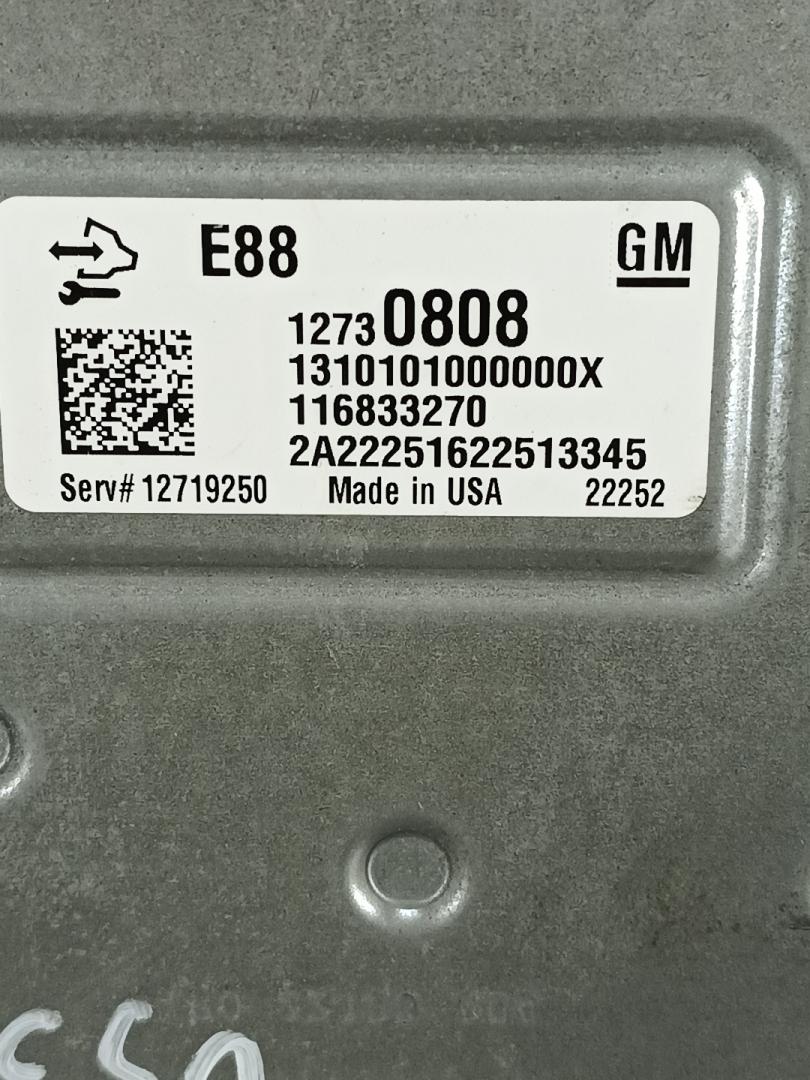 E88
GM
12730808
1310101000000X
116833270
2A22251622513345
Serv# 12719250 Made in USA 22252